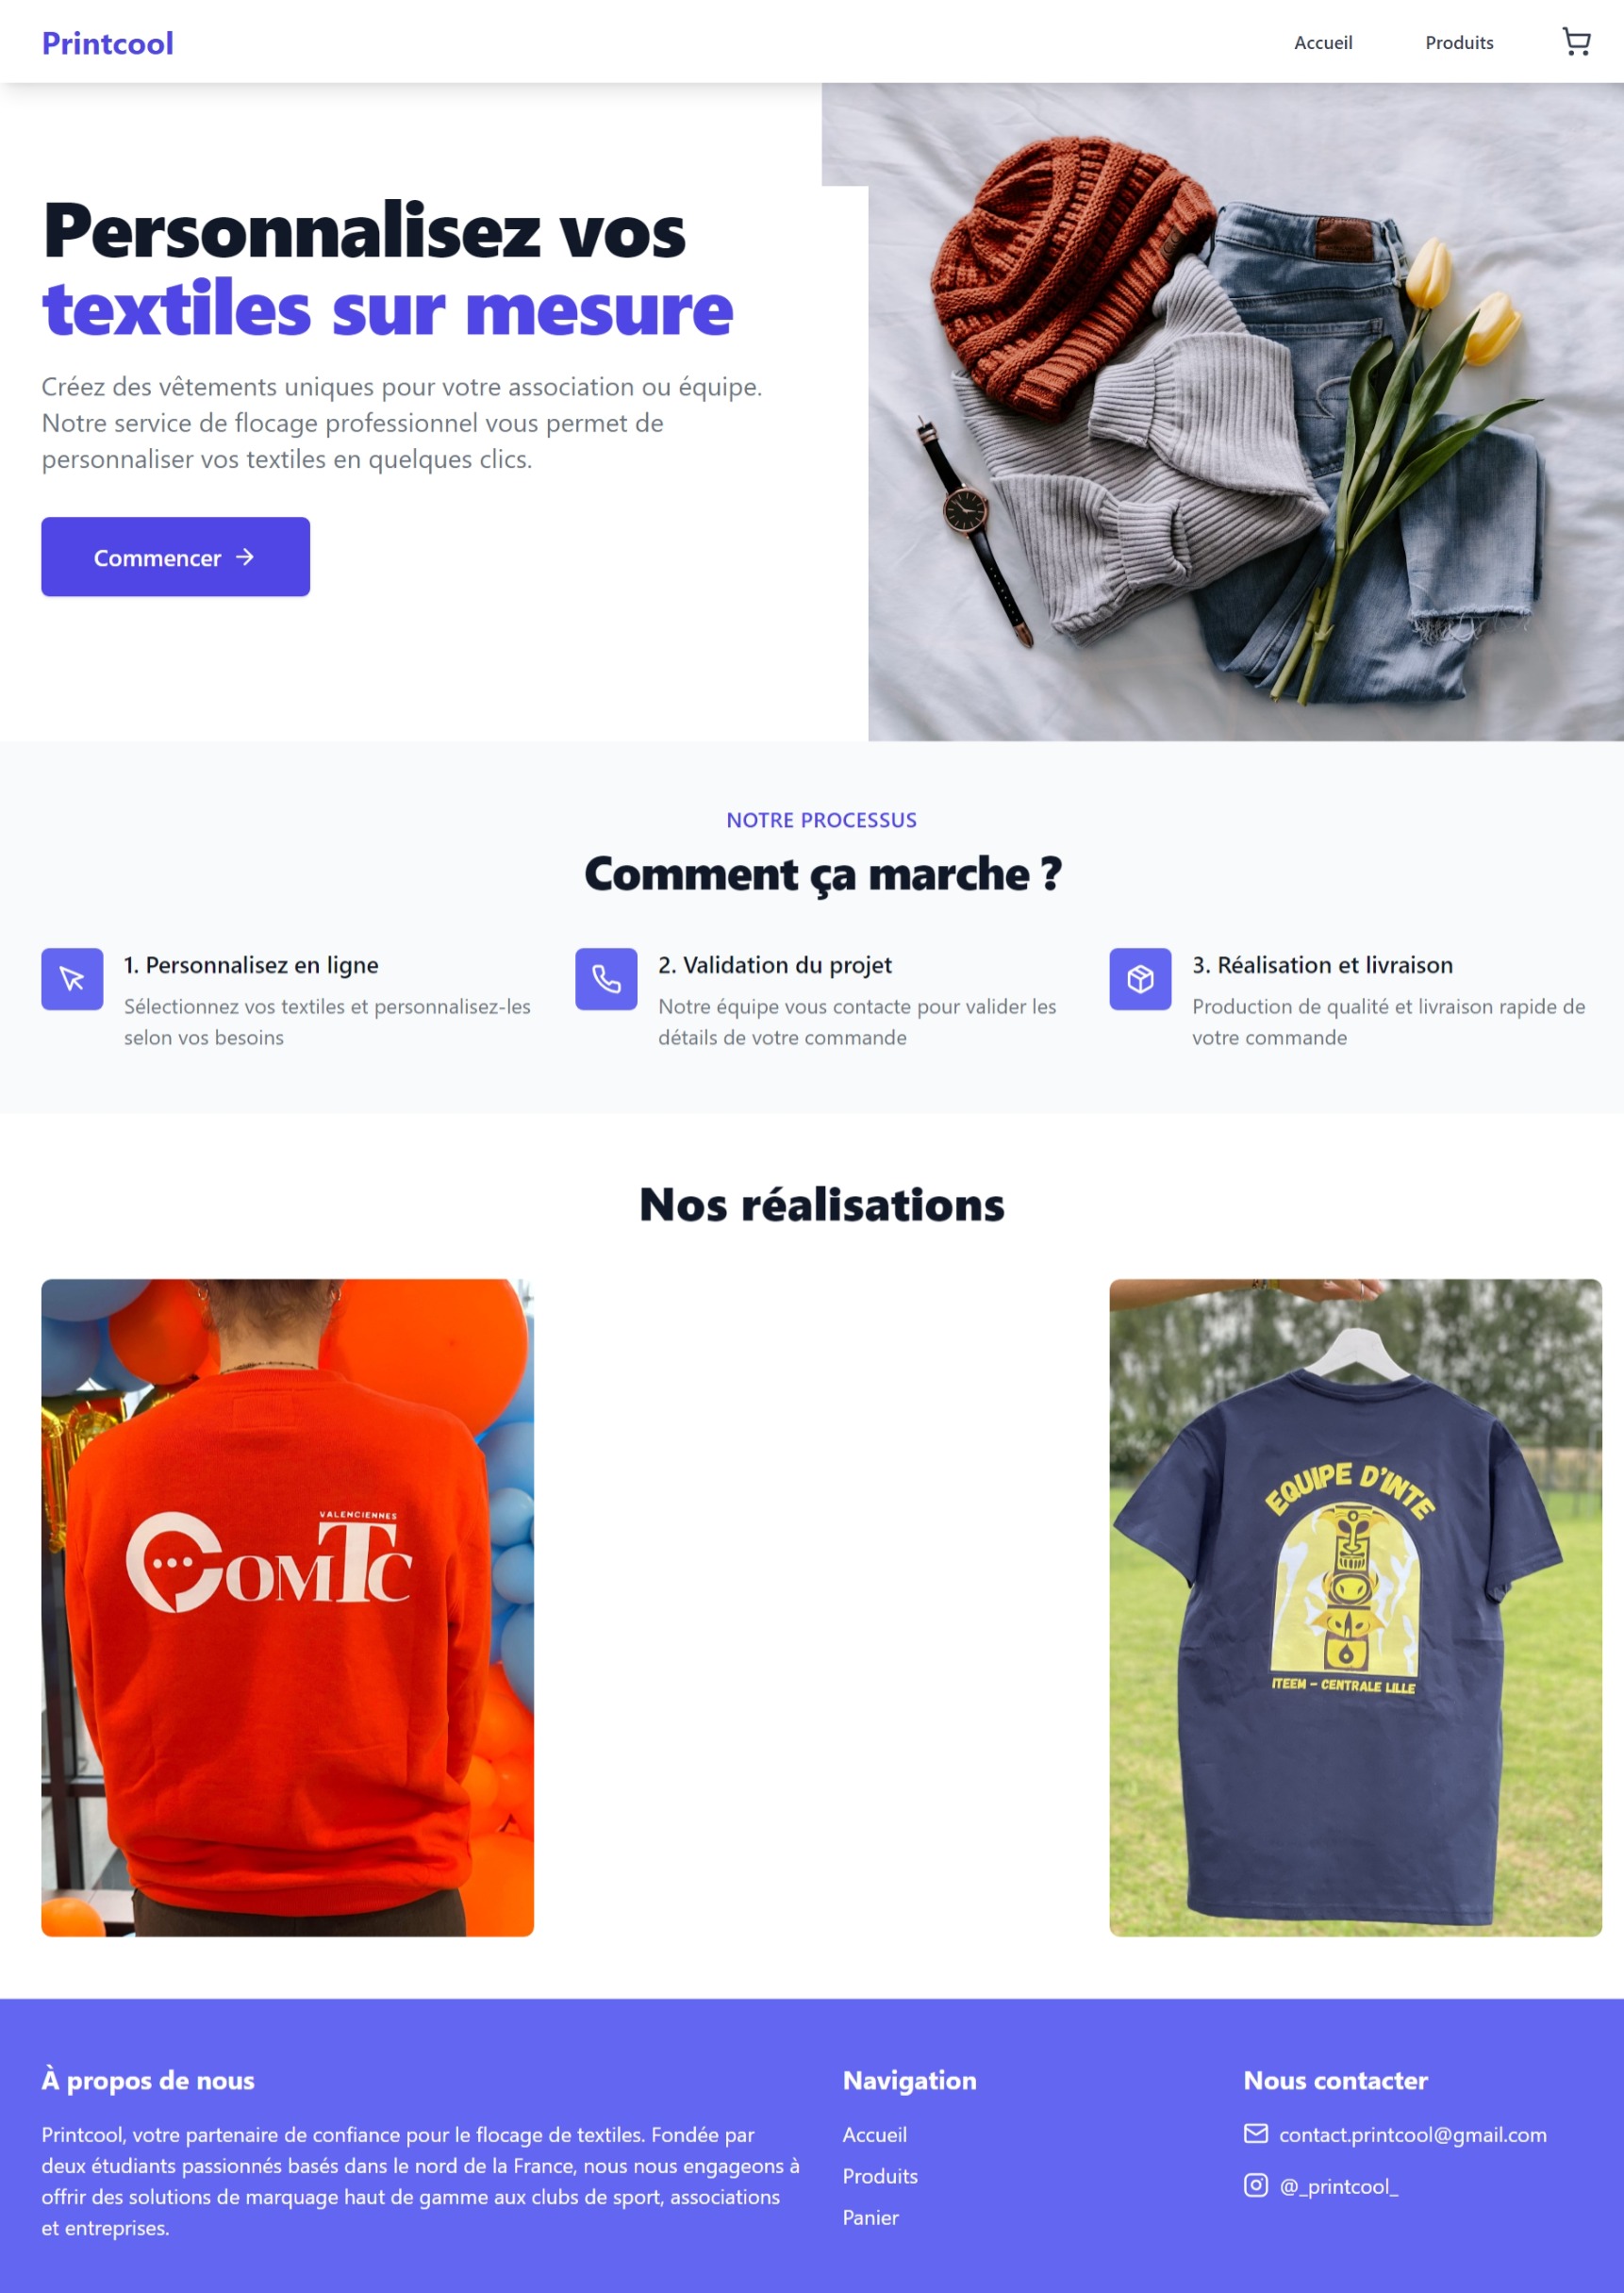 Printcool
Accueil
Produits
Personnalisez vos
textiles sur mesure
Créez des vêtements uniques pour votre association ou équipe.
Notre service de flocage professionnel vous permet de
personnaliser vos textiles en quelques clics.
Commencer
NOTRE PROCESSUS
Comment ça marche ?
1. Personnalisez en ligne
Sélectionnez vos textiles et personnalisez-les
selon vos besoins
2. Validation du projet
Notre équipe vous contacte pour valider les
détails de votre commande
3. Réalisation et livraison
Production de qualité et livraison rapide de
votre commande
Nos réalisations
VALENCIENNES
COMTC
EQUIPE D'INTE
ITEEM - CENTRALE LILLE
À propos de nous
Printcool, votre partenaire de confiance pour le flocage de textiles. Fondée par
deux étudiants passionnés basés dans le nord de la France, nous nous engageons à
offrir des solutions de marquage haut de gamme aux clubs de sport, associations
et entreprises.
Navigation
Accueil
Produits
Panier
Nous contacter
contact.printcool@gmail.com
@_printcool_